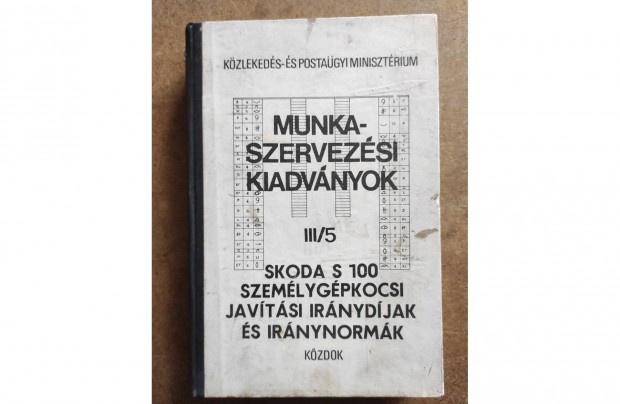 KÖZLEKEDÉS- ÉS POSTAÜGYI MINISZTÉRIUM
MUNKA-
SZERVEZÉSI
KIADVÁNYOK
III/5
SKODA S 100
SZEMÉLYGÉPKOCSI
JAVÍTÁSI IRÁNYDÍJAK
ÉS IRÁNYNORMÁK
KÖZDOK